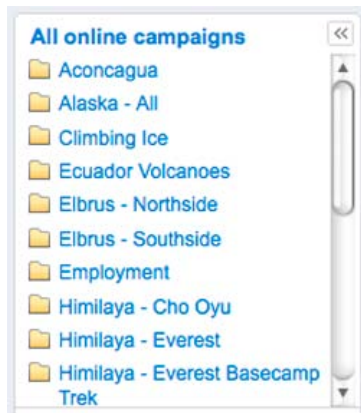 All online campaigns
Aconcagua
Alaska - All
Climbing Ice
Ecuador Volcanoes
Elbrus - Northside
Elbrus - Southside
Employment
Himilaya - Cho Oyu
Himilaya - Everest
Himilaya - Everest Basecamp
Trek